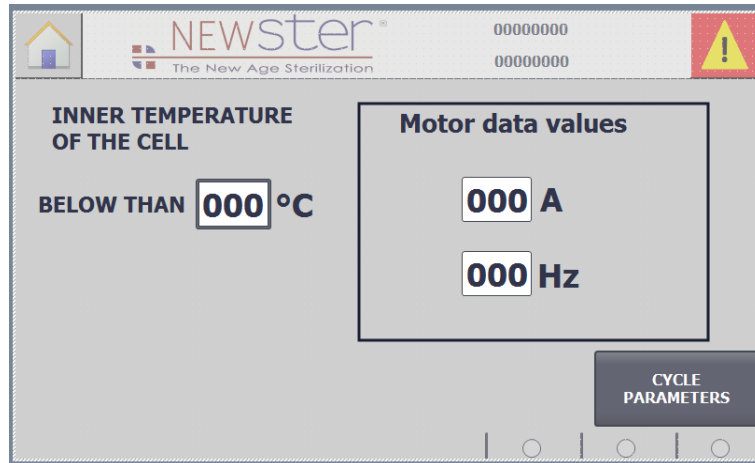 NEWSter®
The New Age Sterilization
00000000
00000000
INNER TEMPERATURE
OF THE CELL
BELOW THAN 000 °C
Motor data values
000 A
000 Hz
CYCLE
PARAMETERS